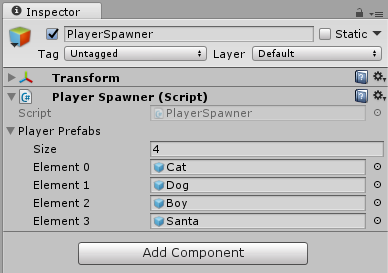 Inspector
PlayerSpawner Static
Tag Untagged Layer Default
Transform
Player Spawner (Script)
Script PlayerSpawner
Player Prefabs
Size 4
Element 0 Cat
Element 1 Dog
Element 2 Boy
Element 3 Santa
Add Component